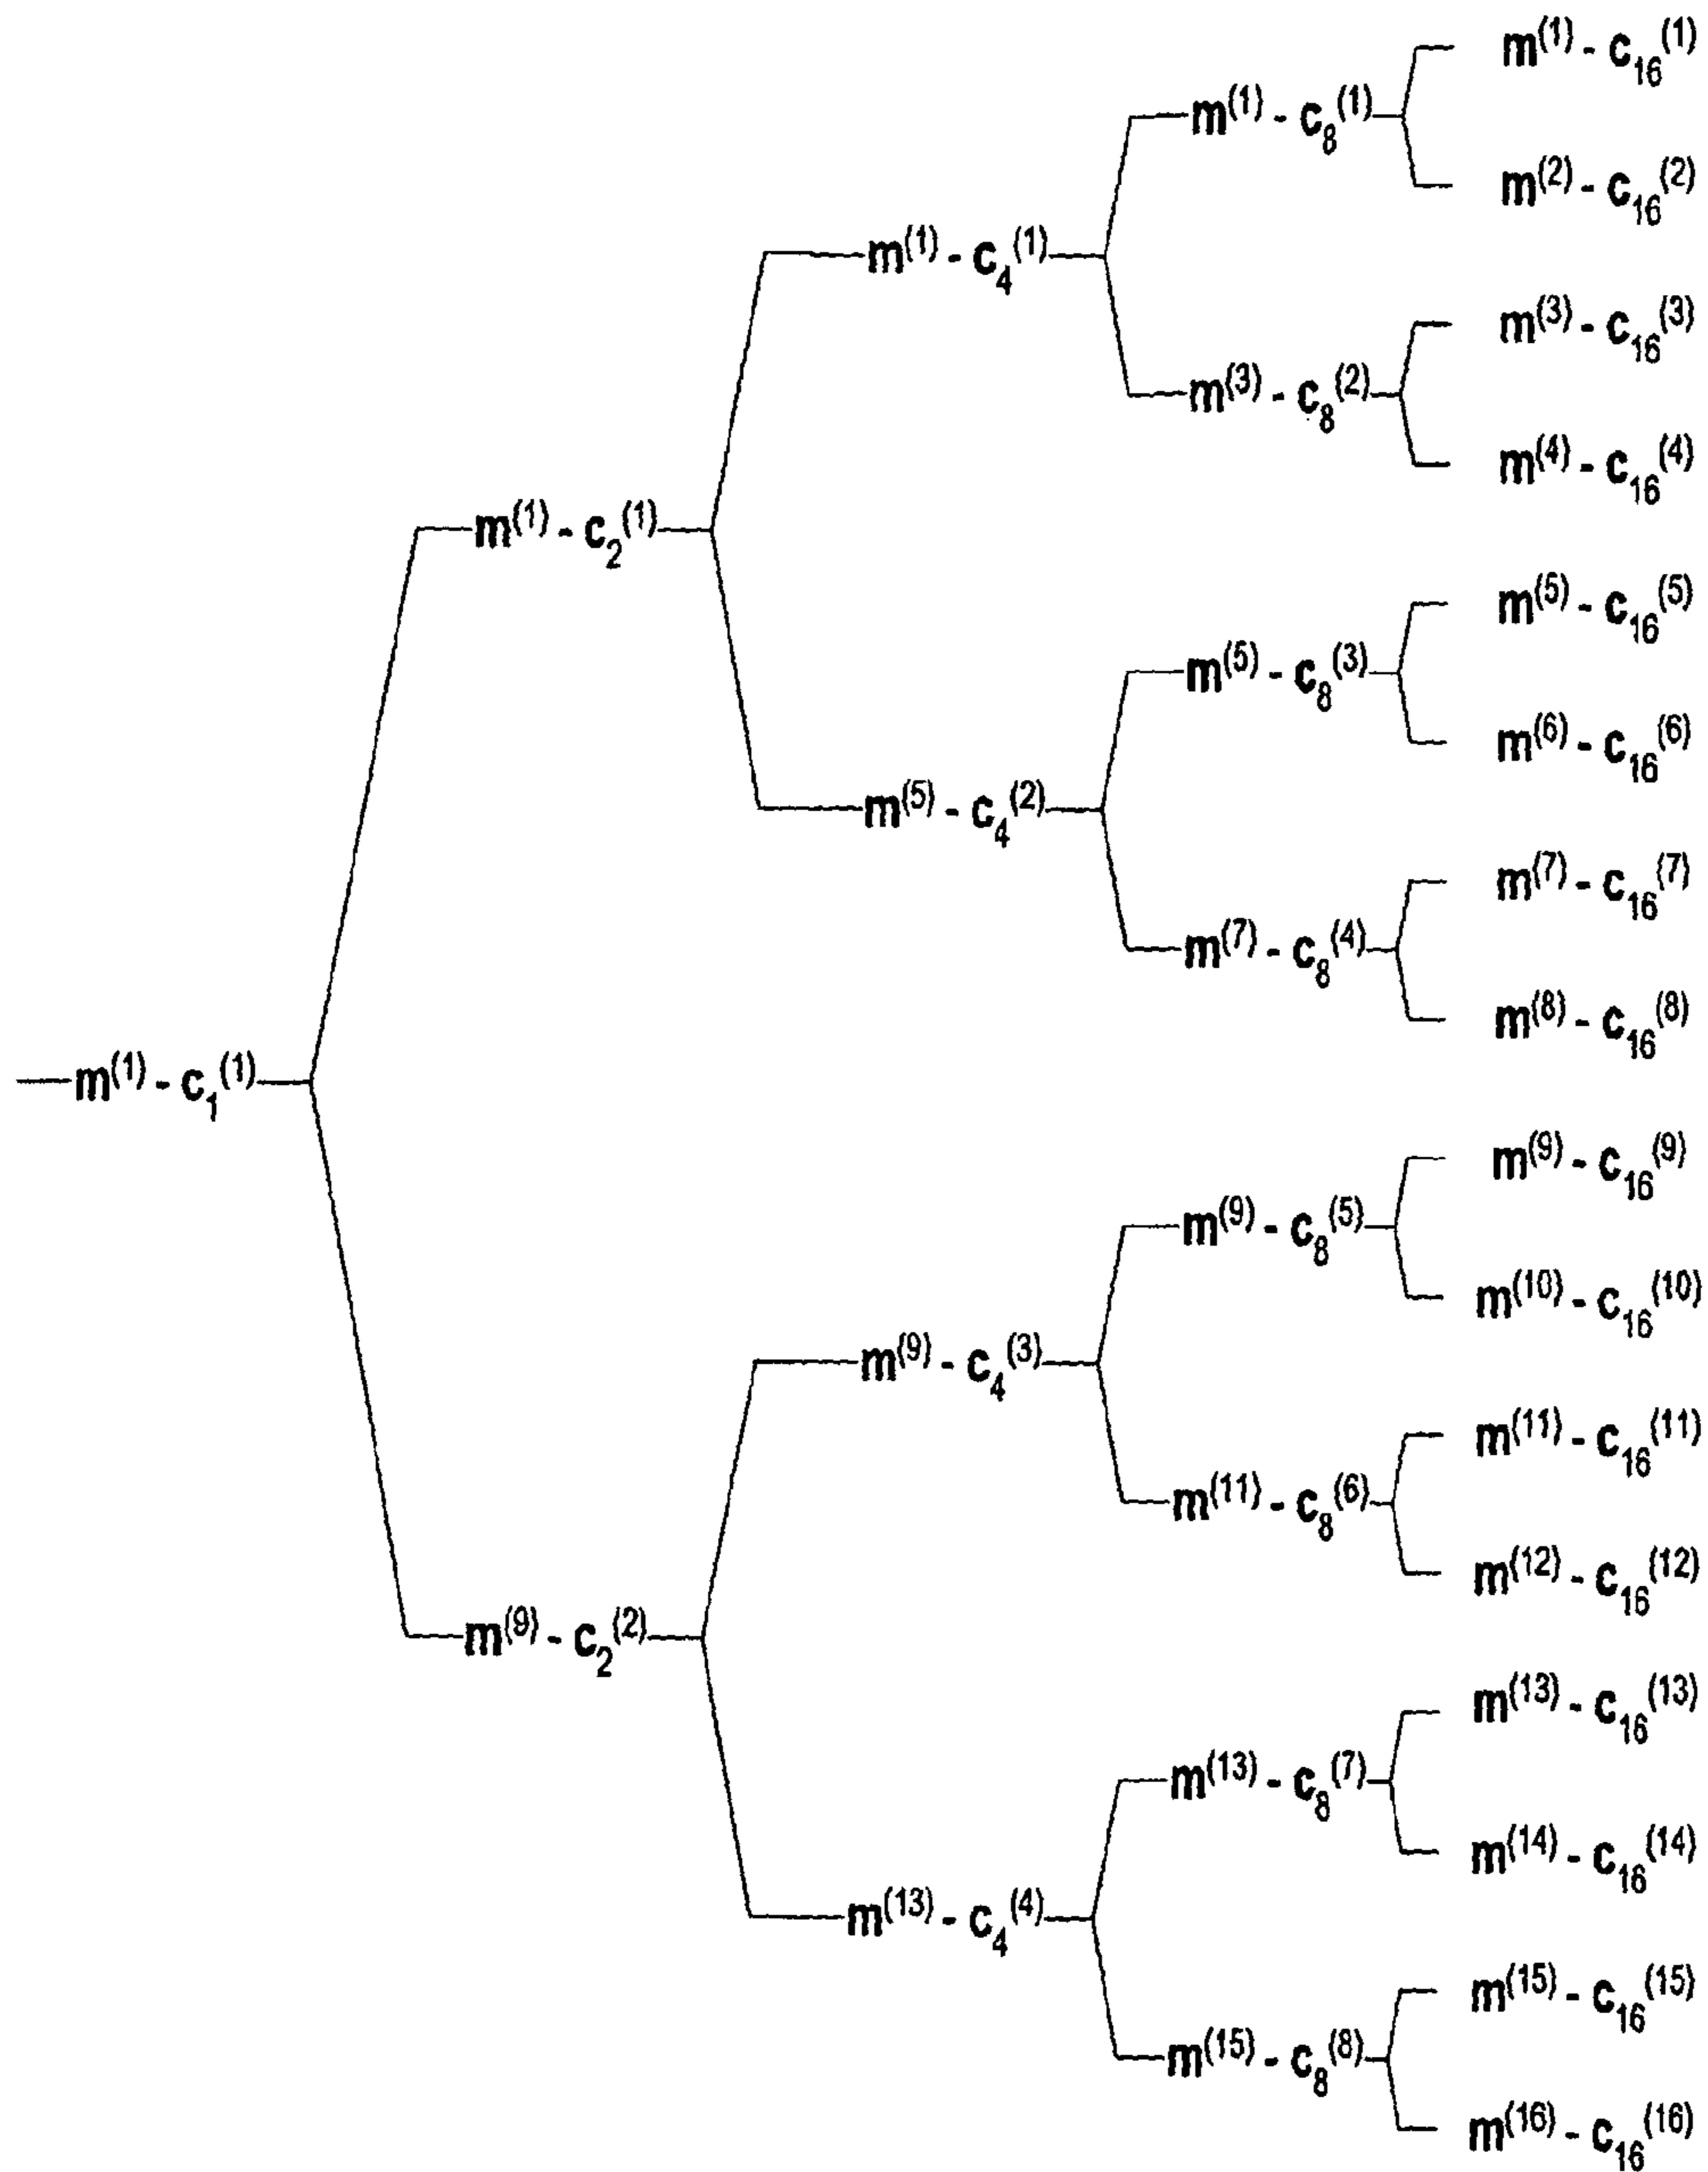 m(1) - c16(1)
m(1) - c8(1)
m(2) - c16(2)
m(1) - c4(1)
m(3) - c16(3)
m(3) - c8(2)
m(4) - c16(4)
m(1) - c2(1)
m(5) - c16(5)
m(5) - c8(3)
m(6) - c16(6)
m(5) - c4(2)
m(7) - c16(7)
m(7) - c8(4)
m(8) - c16(8)
m(1) - c1(1)
m(9) - c16(9)
m(9) - c8(5)
m(10) - c16(10)
m(9) - c4(3)
m(11) - c16(11)
m(11) - c8(6)
m(12) - c16(12)
m(9) - c2(2)
m(13) - c16(13)
m(13) - c8(7)
m(14) - c16(14)
m(13) - c4(4)
m(15) - c16(15)
m(15) - c8(8)
m(16) - c16(16)